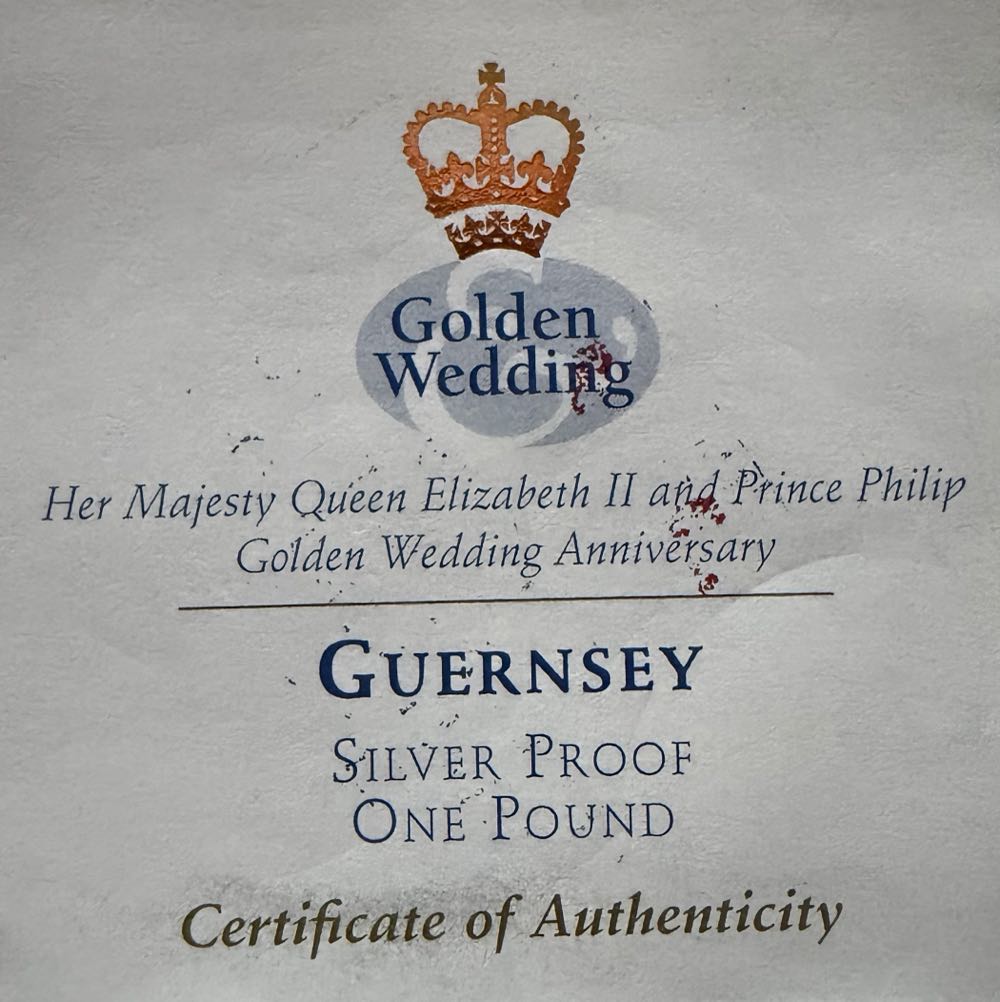 Golden
Wedding
Her Majesty Queen Elizabeth II and Prince Philip
Golden Wedding Anniversary
GUERNSEY
SILVER PROOF
ONE POUND
Certificate of Authenticity